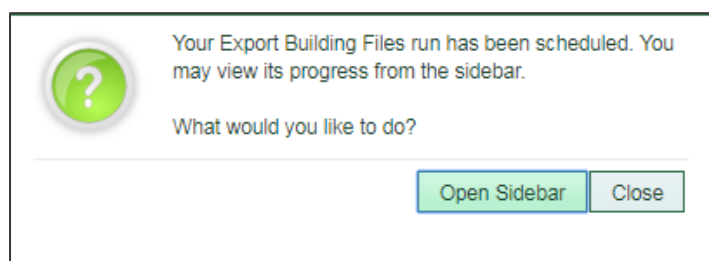 Your Export Building Files run has been scheduled. You
may view its progress from the sidebar.
What would you like to do?
Open Sidebar
Close